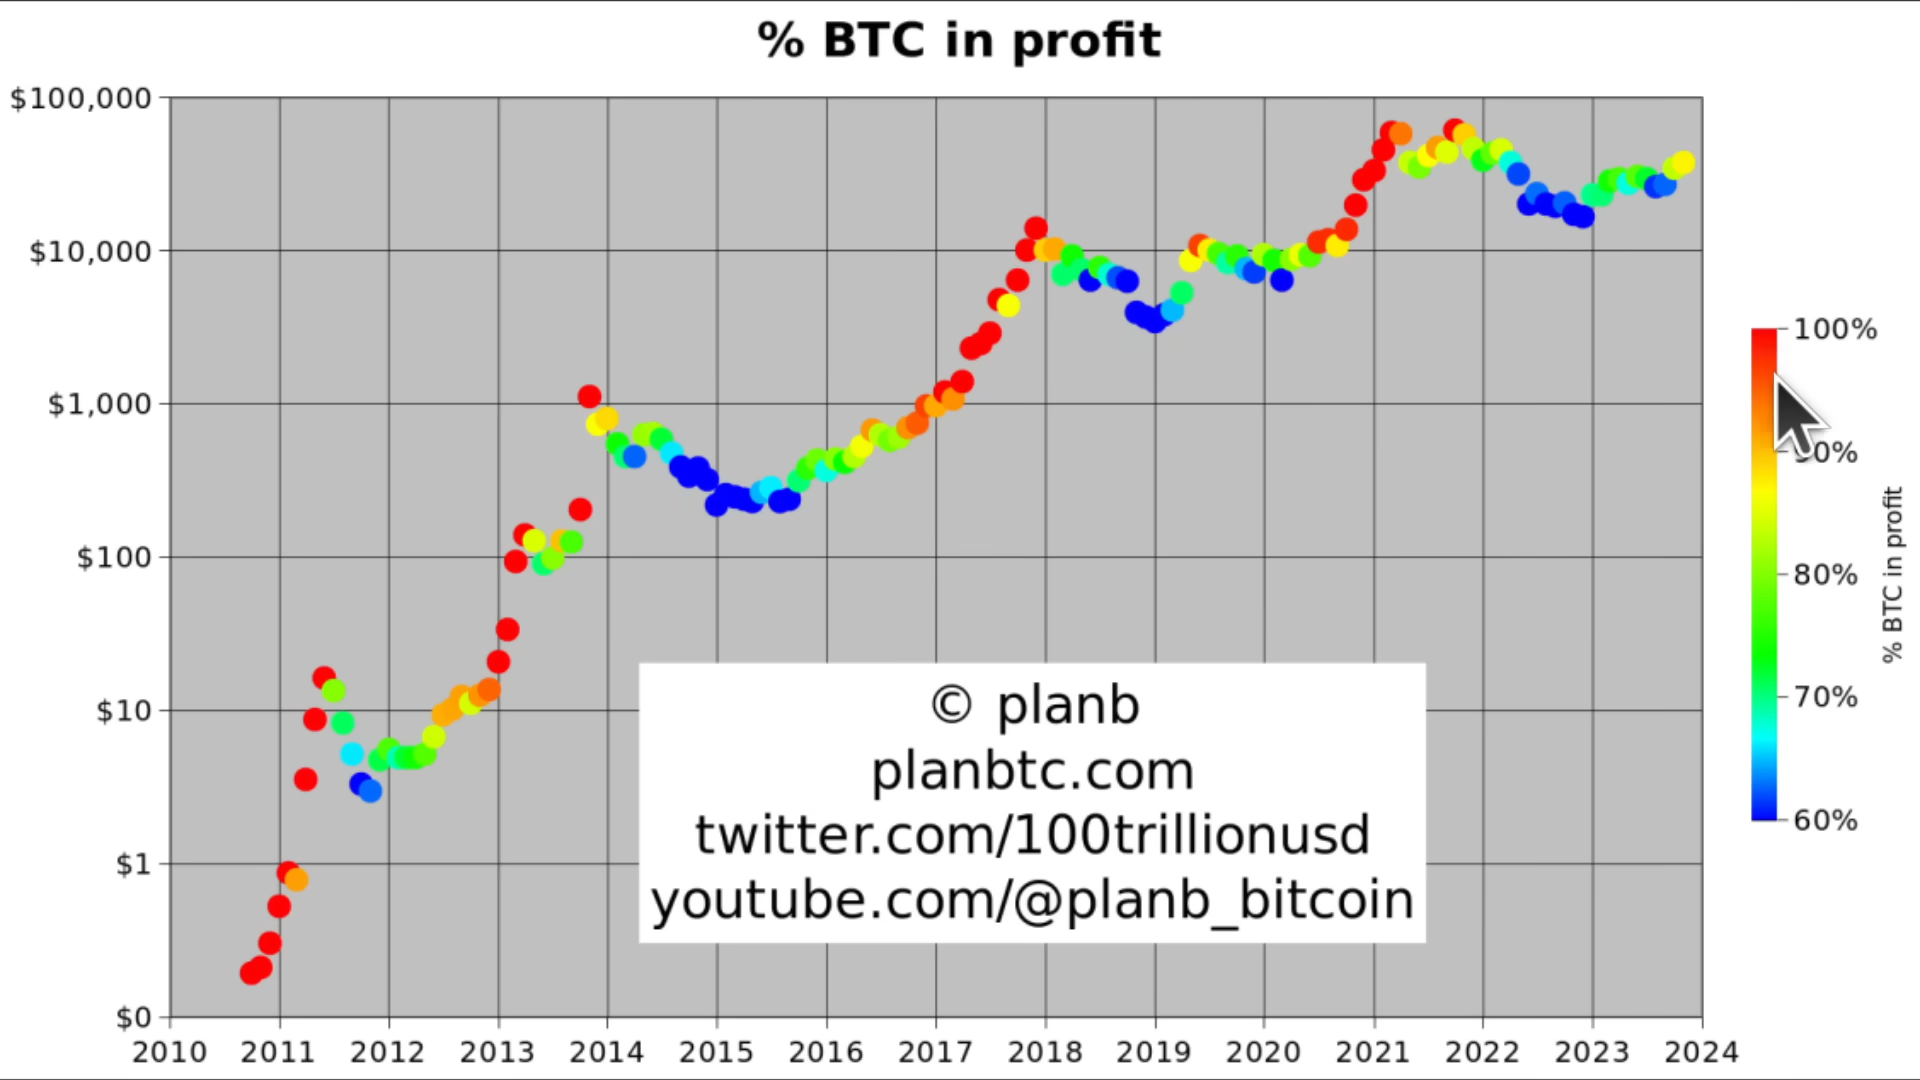 % BTC in profit
$100,000
$10,000
$1,000
$100
$10
$1
$0
2010 2011 2012 2013 2014 2015 2016 2017 2018 2019 2020 2021 2022 2023 2024
100%
80%
70%
60%
% BTC in profit
© planb
planbtc.com
twitter.com/100trillionusd
youtube.com/@planb_bitcoin